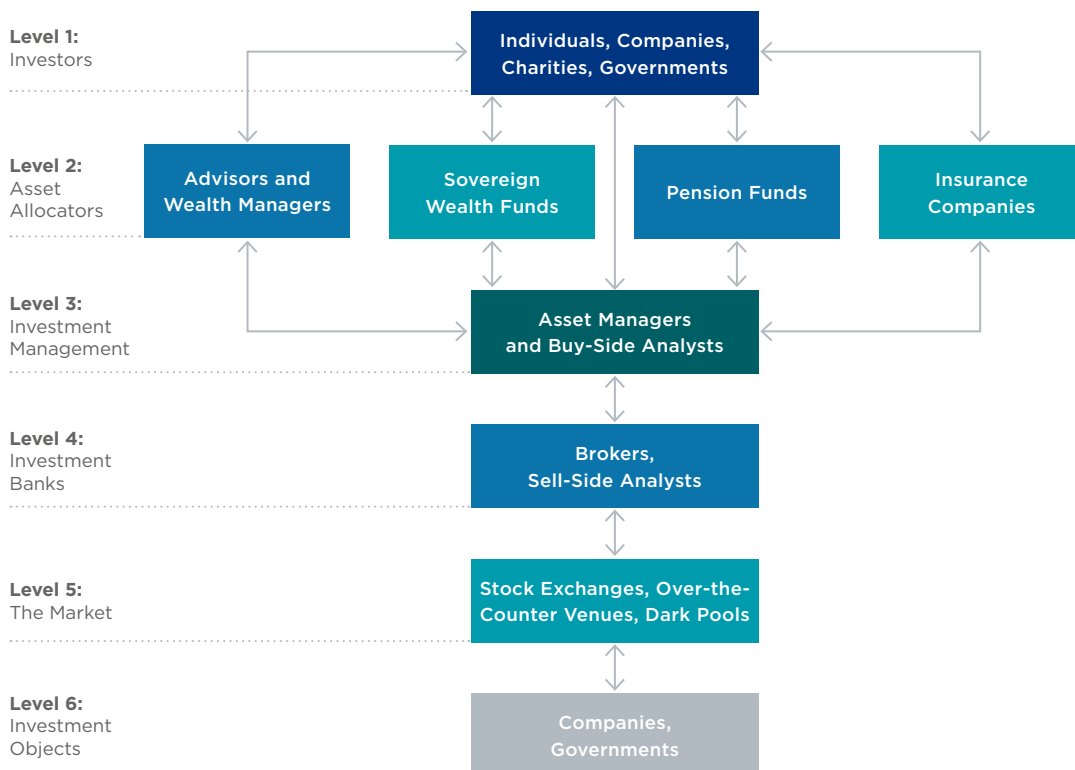 Level 1:
Investors
Individuals, Companies,
Charities, Governments
Level 2:
Asset
Allocators
Advisors and
Wealth Managers
Sovereign
Wealth Funds
Pension Funds
Insurance
Companies
Level 3:
Investment
Management
Asset Managers
and Buy-Side Analysts
Level 4:
Investment
Banks
Brokers,
Sell-Side Analysts
Level 5:
The Market
Stock Exchanges, Over-the-
Counter Venues, Dark Pools
Level 6:
Investment
Objects
Companies,
Governments